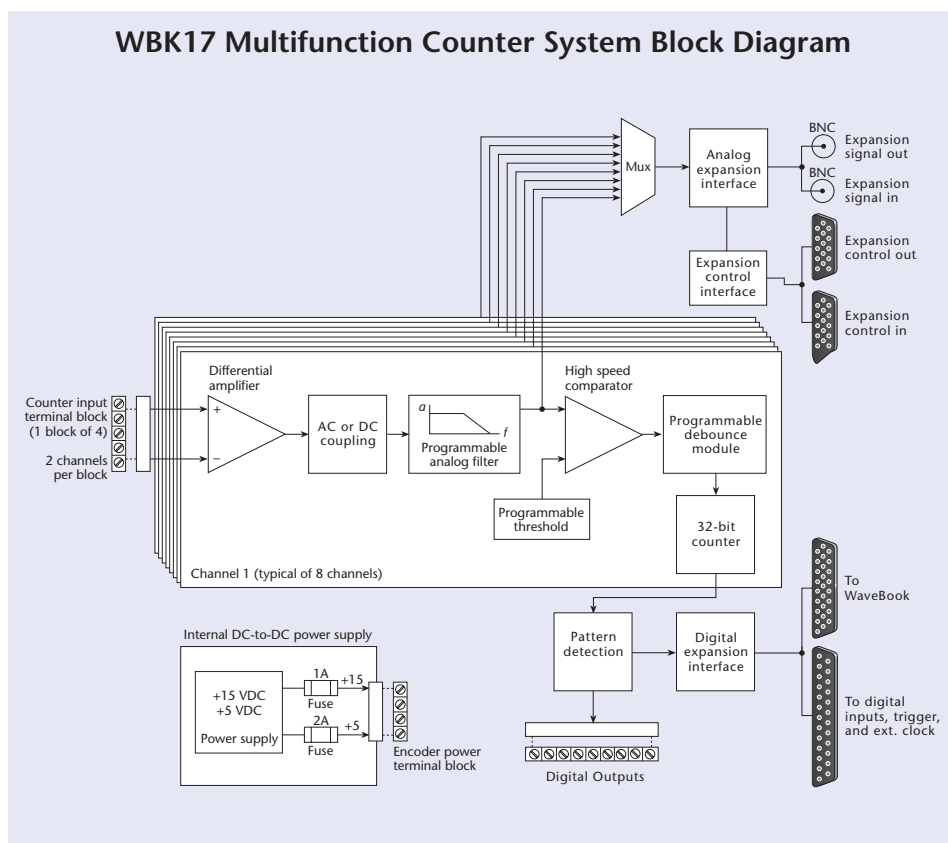 WBK17 Multifunction Counter System Block Diagram
BNC
Expansion
signal out
Mux
Analog
expansion
interface
BNC
Expansion
signal in
Expansion
control out
Expansion
control
interface
Expansion
control in
Differential
amplifier
High speed
comparator
Counter input
terminal block
(1 block of 4)
2 channels
per block
+
–
AC or DC
coupling
a
f
Programmable
analog filter
Programmable
debounce
module
Programmable
threshold
32-bit
counter
Channel 1 (typical of 8 channels)
To
WaveBook
Internal DC-to-DC power supply
Pattern
detection
Digital
expansion
interface
+15 VDC
+5 VDC
Power supply
1A
Fuse
+15
2A
Fuse
+5
Encoder power
terminal block
To digital
inputs, trigger,
and ext. clock
Digital Outputs